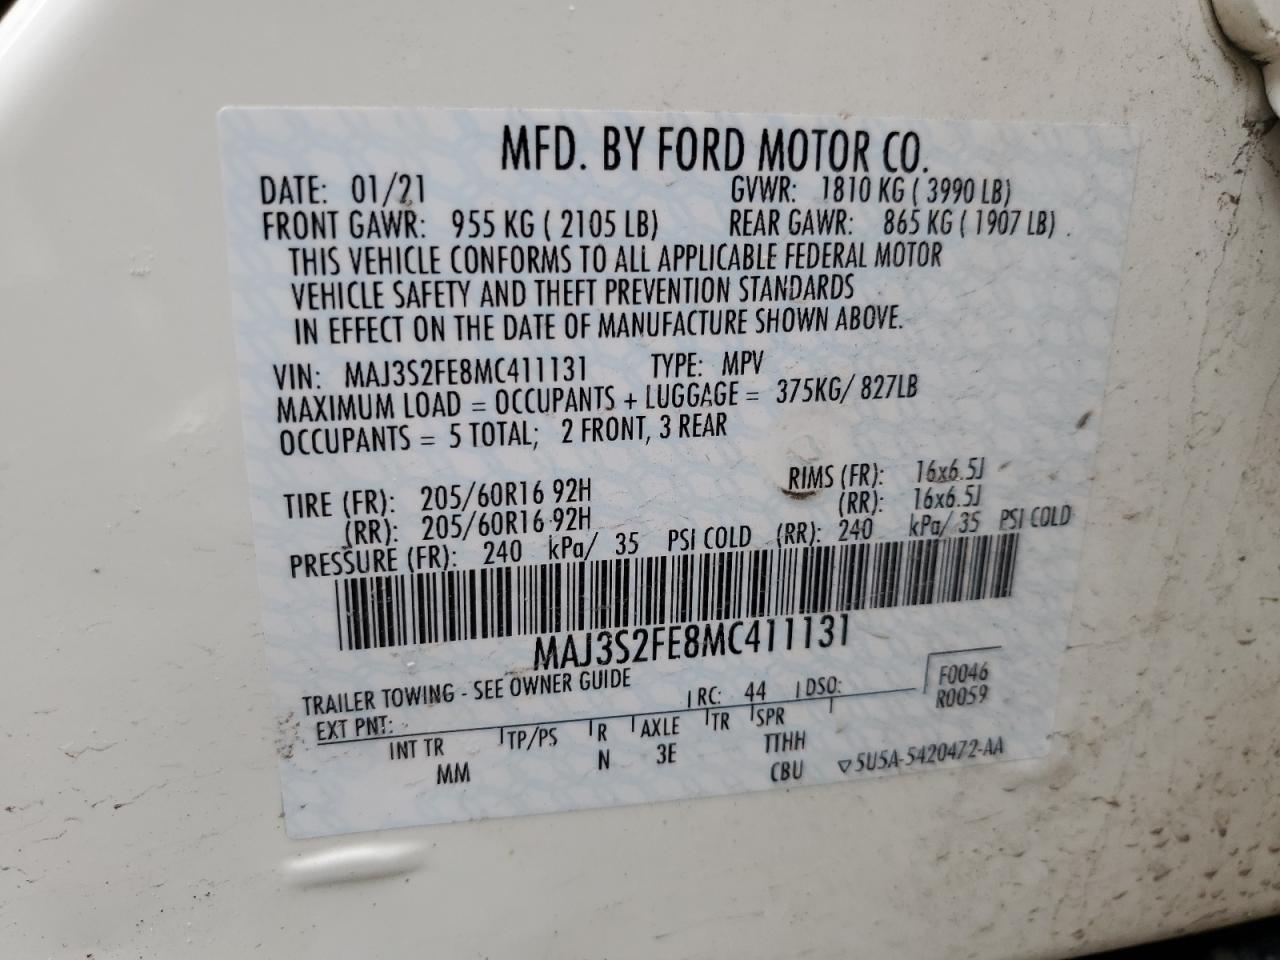 MFD. BY FORD MOTOR CO.
DATE: 01/21 GVWR: 1810 KG ( 3990 LB)
FRONT GAWR: 955 KG ( 2105 LB) REAR GAWR: 865 KG ( 1907 LB)
THIS VEHICLE CONFORMS TO ALL APPLICABLE FEDERAL MOTOR
VEHICLE SAFETY AND THEFT PREVENTION STANDARDS
IN EFFECT ON THE DATE OF MANUFACTURE SHOWN ABOVE.
VIN: MAJ3S2FE8MC411131 TYPE: MPV
MAXIMUM LOAD = OCCUPANTS + LUGGAGE = 375KG/ 827LB
OCCUPANTS = 5 TOTAL; 2 FRONT, 3 REAR
TIRE (FR): 205/60R16 92H RIMS (FR): 16x6.5J
(RR): 205/60R16 92H (RR): 16x6.5J
PRESSURE (FR): 240 kPa/ 35 PSI COLD (RR): 240 kPa/ 35 PSI COLD
MAJ3S2FE8MC411131
TRAILER TOWING - SEE OWNER GUIDE
EXT PNT: RC: 44 DSO: F0046
R0059
INT TR TP/PS R AXLE TR SPR
MM N 3E TTHH
CBU ▽5U5A-5420472-AA